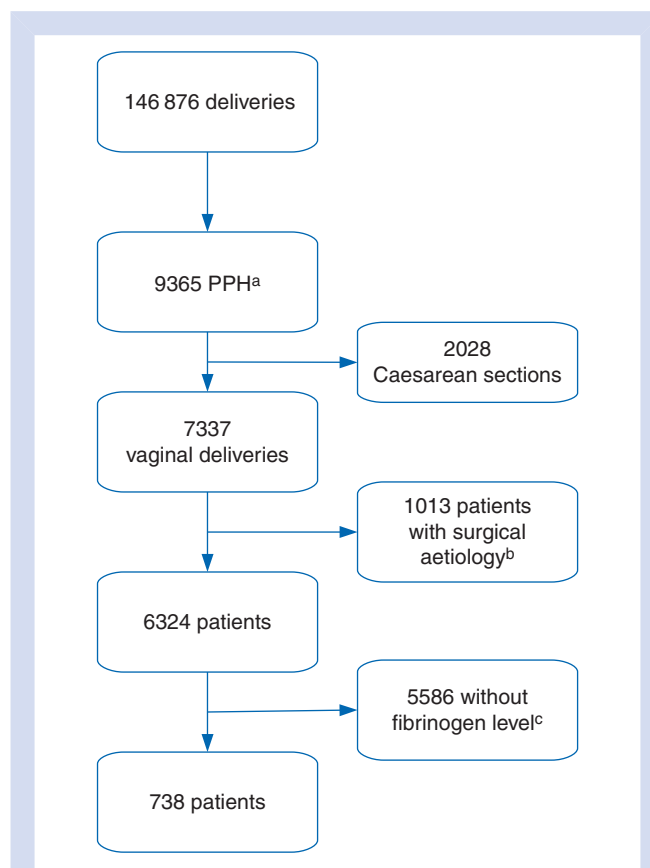 146 876 deliveries
9365 PPHᵃ
2028
Caesarean sections
7337
vaginal deliveries
1013 patients
with surgical
aetiologyᵇ
6324 patients
5586 without
fibrinogen levelᶜ
738 patients